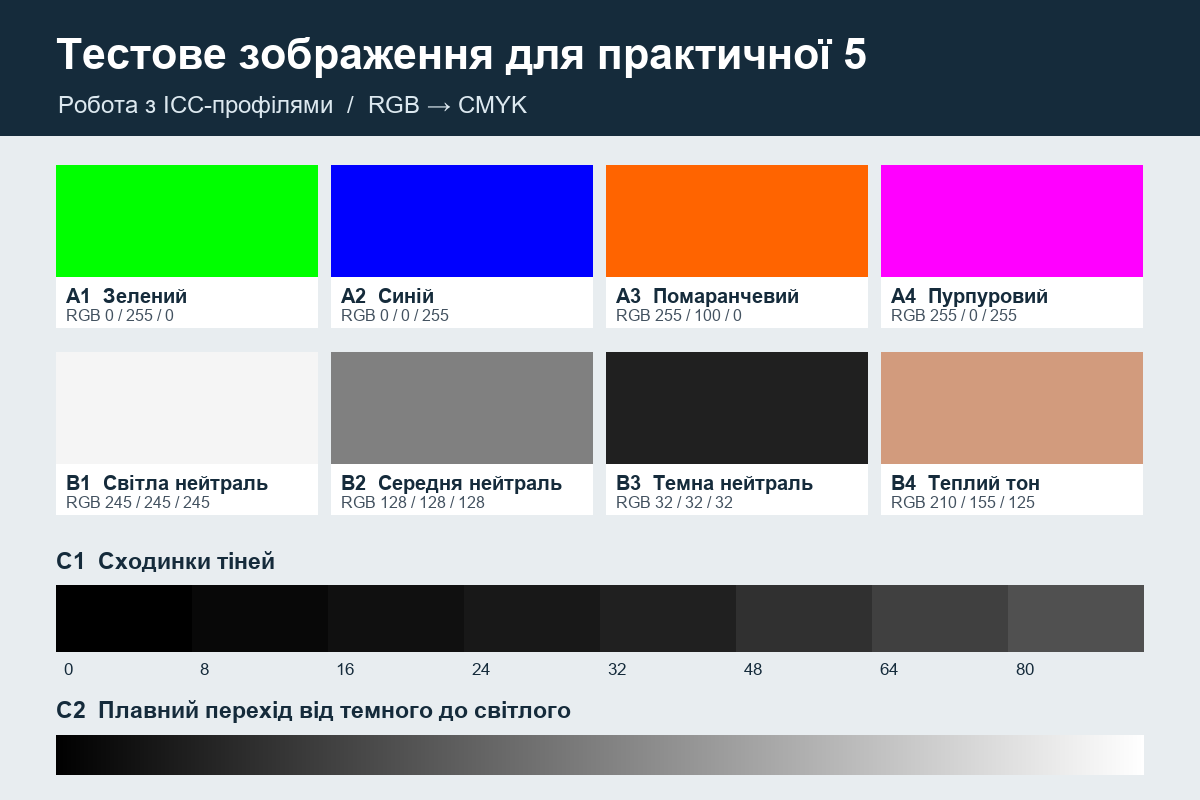 Тестове зображення для практичної 5
Робота з ICC-профілями / RGB → CMYK
A1 Зелений
RGB 0 / 255 / 0
A2 Синій
RGB 0 / 0 / 255
A3 Помаранчевий
RGB 255 / 100 / 0
A4 Пурпуровий
RGB 255 / 0 / 255
B1 Світла нейтраль
RGB 245 / 245 / 245
B2 Середня нейтраль
RGB 128 / 128 / 128
B3 Темна нейтраль
RGB 32 / 32 / 32
B4 Теплий тон
RGB 210 / 155 / 125
C1 Сходинки тіней
0 8 16 24 32 48 64 80
C2 Плавний перехід від темного до світлого